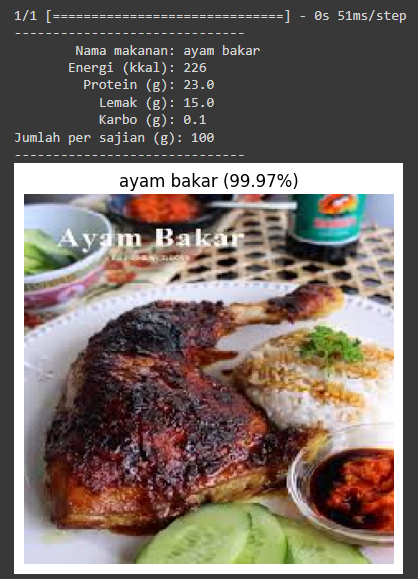 1/1 [==============================] - 0s 51ms/step
-----------------------------
Nama makanan: ayam bakar
Energi (kkal): 226
Protein (g): 23.0
Lemak (g): 15.0
Karbo (g): 0.1
Jumlah per sajian (g): 100
-----------------------------
ayam bakar (99.97%)
Ayam Bakar